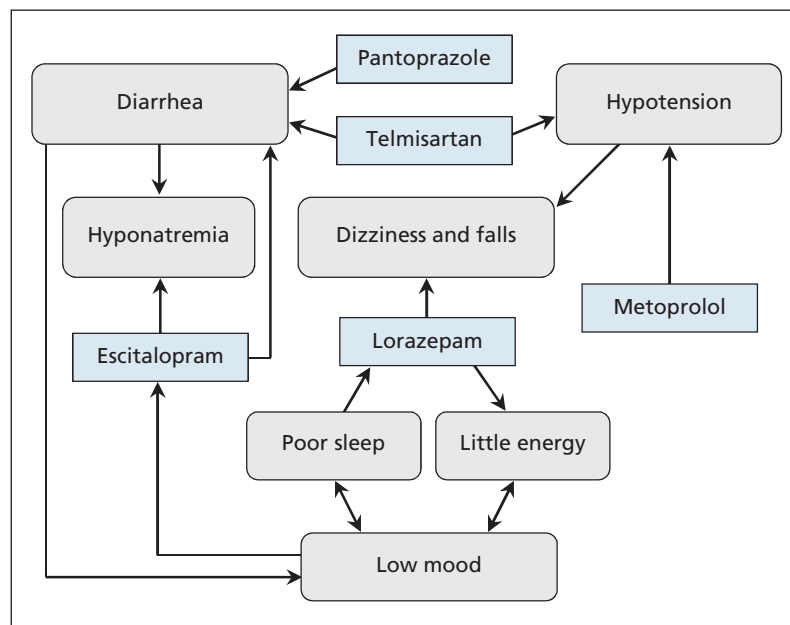 Pantoprazole
Diarrhea
Hypotension
Telmisartan
Hyponatremia
Dizziness and falls
Metoprolol
Escitalopram
Lorazepam
Poor sleep
Little energy
Low mood